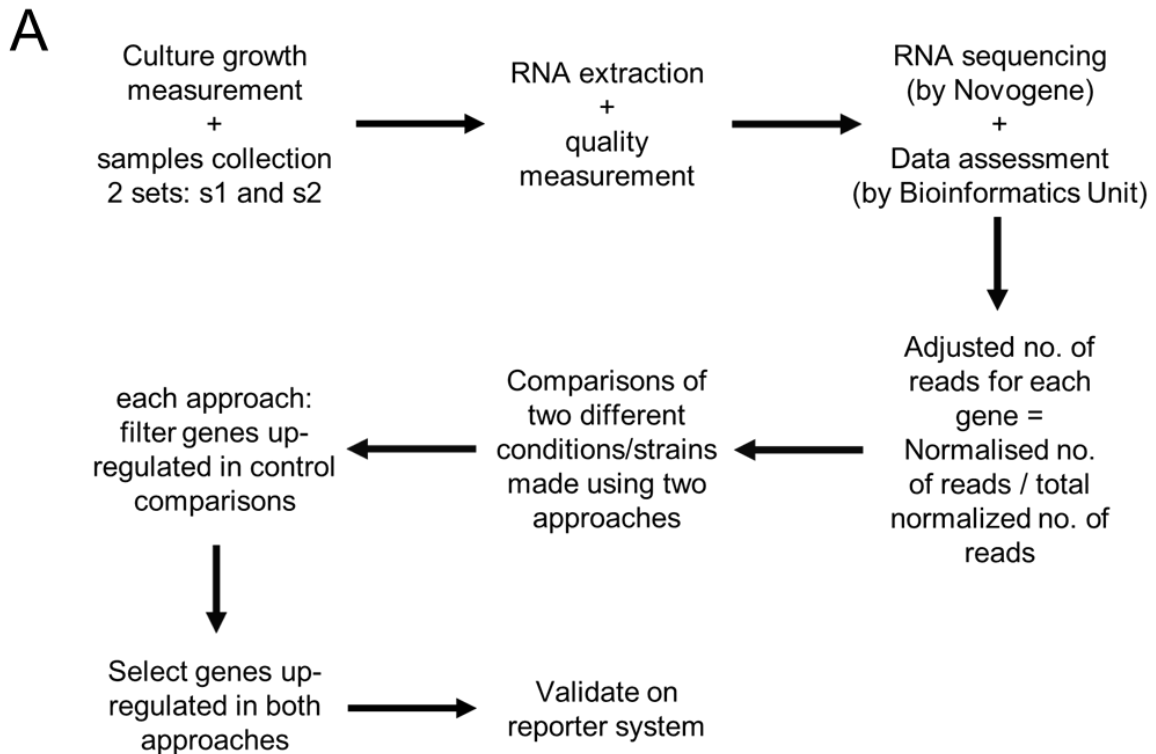 A
Culture growth
measurement
+
samples collection
2 sets: s1 and s2
RNA extraction
+
quality
measurement
RNA sequencing
(by Novogene)
+
Data assessment
(by Bioinformatics Unit)
Adjusted no. of
reads for each
gene =
Normalised no.
of reads / total
normalized no. of
reads
Comparisons of
two different
conditions/strains
made using two
approaches
each approach:
filter genes up-
regulated in control
comparisons
Select genes up-
regulated in both
approaches
Validate on
reporter system